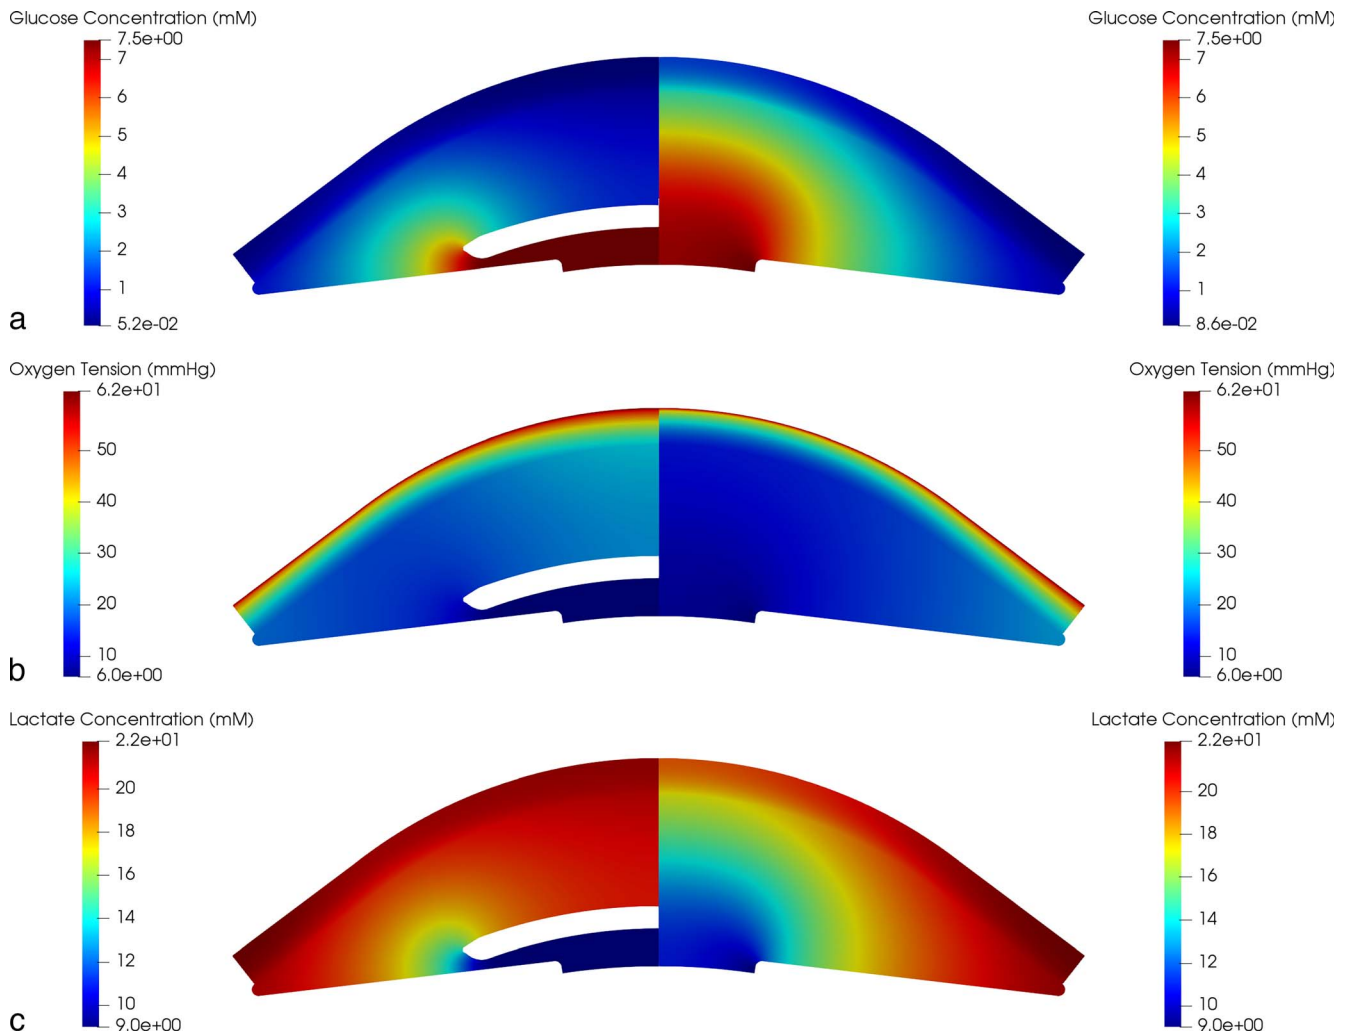 Glucose Concentration (mM)
7.5e+00
7
6
5
4
3
2
1
5.2e-02
Glucose Concentration (mM)
7.5e+00
7
6
5
4
3
2
1
8.6e-02
a
Oxygen Tension (mmHg)
6.2e+01
50
40
30
20
10
6.0e+00
Oxygen Tension (mmHg)
6.2e+01
50
40
30
20
10
6.0e+00
b
Lactate Concentration (mM)
2.2e+01
20
18
16
14
12
10
9.0e+00
Lactate Concentration (mM)
2.2e+01
20
18
16
14
12
10
9.0e+00
c